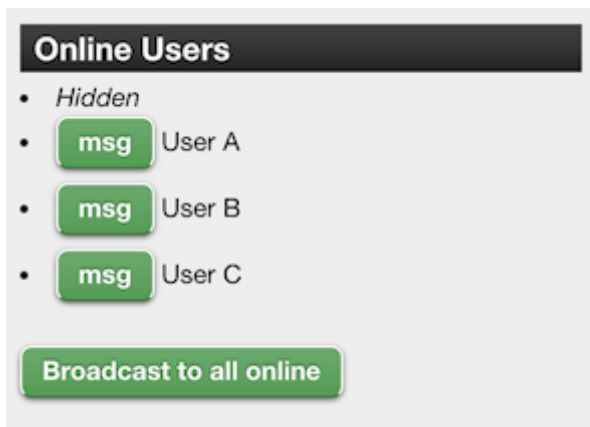 Online Users
Hidden
msg User A
msg User B
msg User C
Broadcast to all online